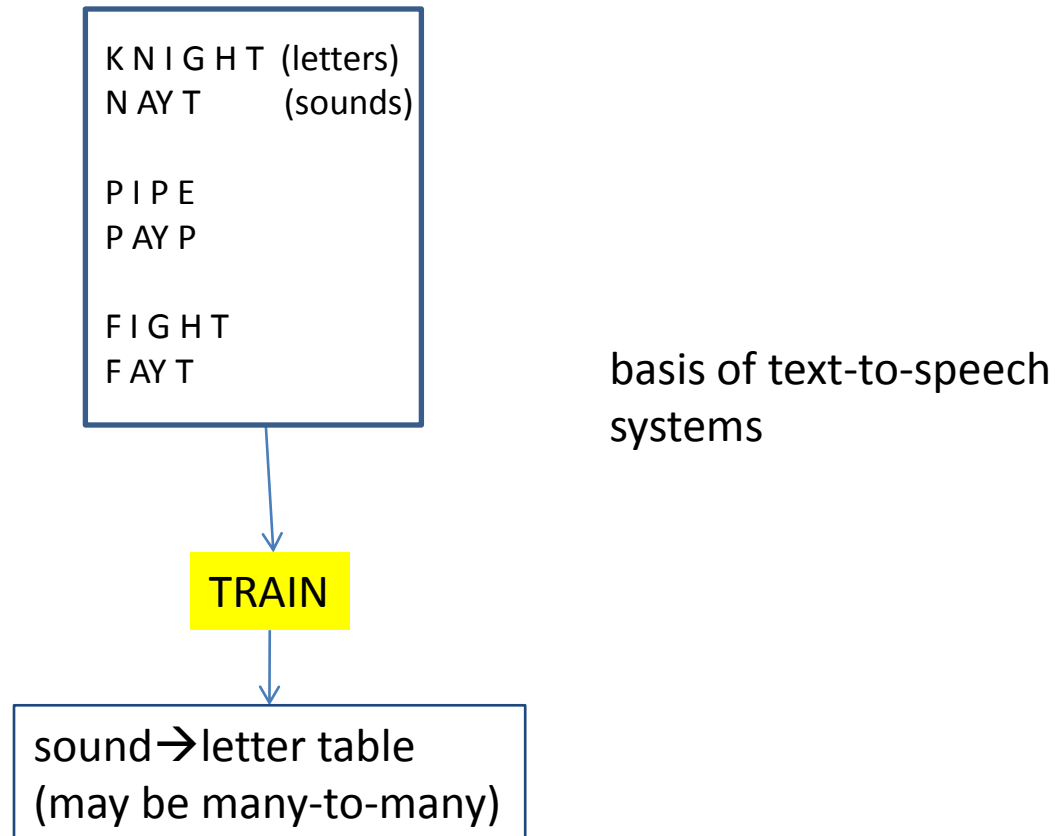 K N I G H T (letters)
N AY T (sounds)
P I P E
P AY P
F I G H T
F AY T
basis of text-to-speech
systems
TRAIN
sound→letter table
(may be many-to-many)